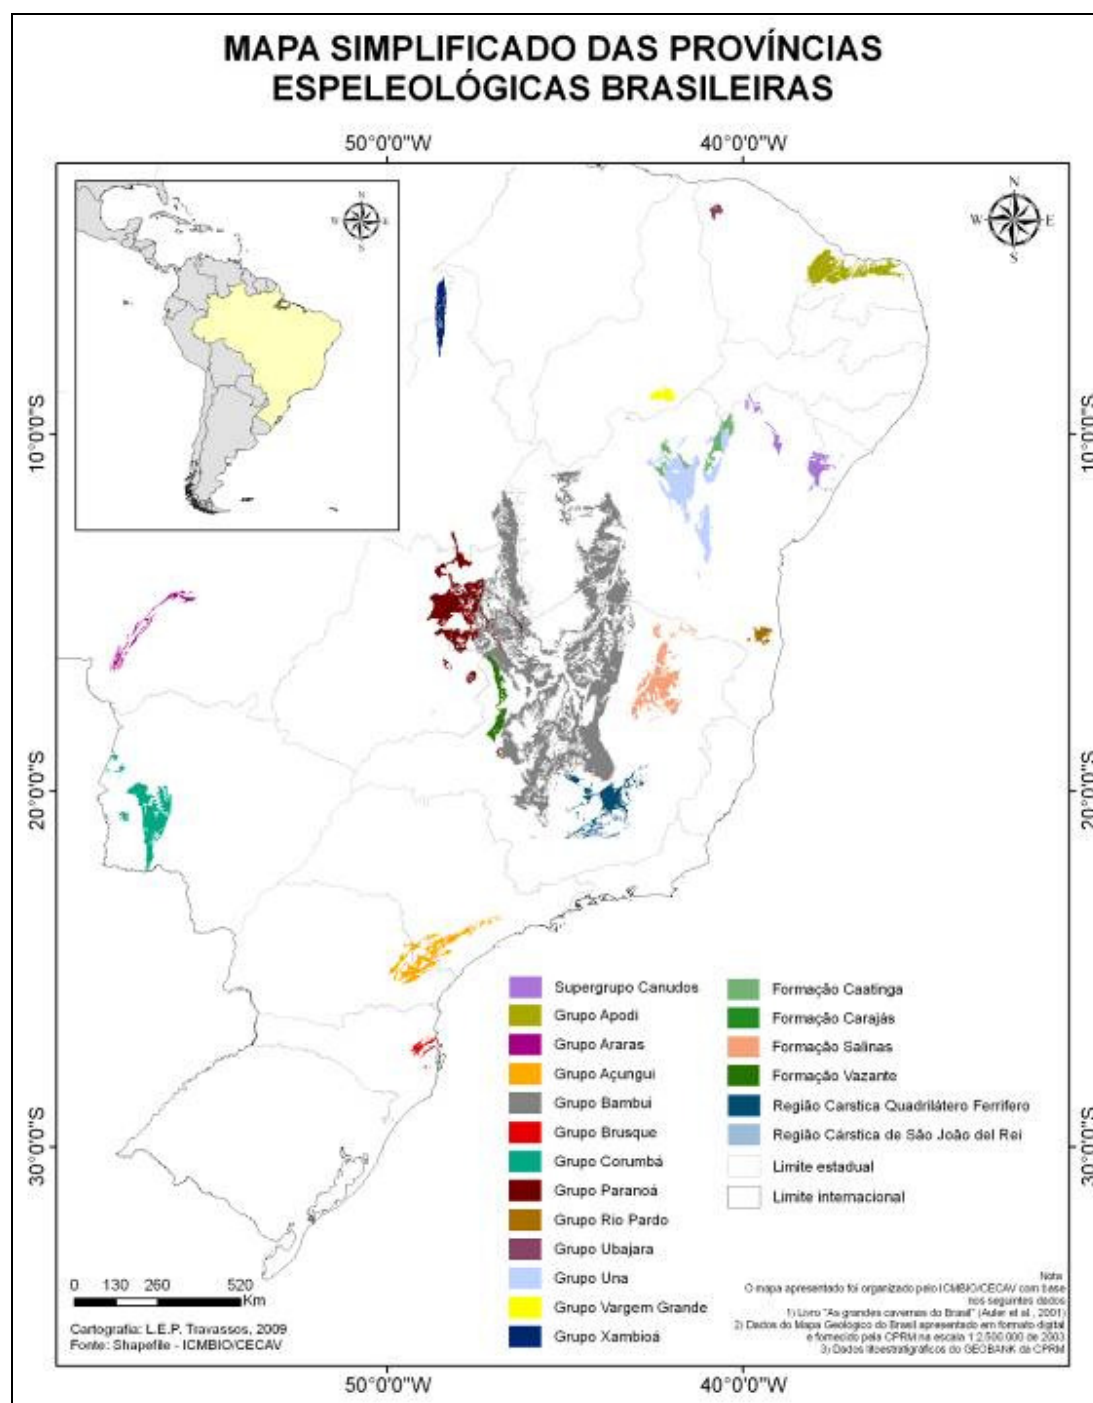 MAPA SIMPLIFICADO DAS PROVÍNCIAS
ESPELEOLÓGICAS BRASILEIRAS
50°0'0"W
40°0'0"W
N
W
E
S
N
W
E
S
10°0'0"S
10°0'0"S
20°0'0"S
20°0'0"S
30°0'0"S
30°0'0"S
Supergrupo Canudos
Grupo Apodi
Grupo Araras
Grupo Açungui
Grupo Bambui
Grupo Brusque
Grupo Corumbá
Grupo Paranoá
Grupo Rio Pardo
Grupo Ubajara
Grupo Una
Grupo Vargem Grande
Grupo Xambioá
Formação Caatinga
Formação Carajás
Formação Salinas
Formação Vazante
Região Carstica Quadrilátero Ferrífero
Região Cárstica de São João del Rei
Limite estadual
Limite internacional
0 130 260 520
Km
Cartografia: L.E.P. Travassos, 2009
Fonte: Shapefile - ICMBIO/CECAV
Nota
O mapa apresentado foi organizado pelo ICMBIO/CECAV com base
nos seguintes dados
1) Livro "As grandes cavernas do Brasil" (Auler et al., 2001)
2) Dados do Mapa Geológico do Brasil apresentado em formato digital
e fornecido pela CPRM na escala 1:2.500.000 de 2003
3) Dados litoestratigráficos do GEOBANK da CPRM
50°0'0"W
40°0'0"W